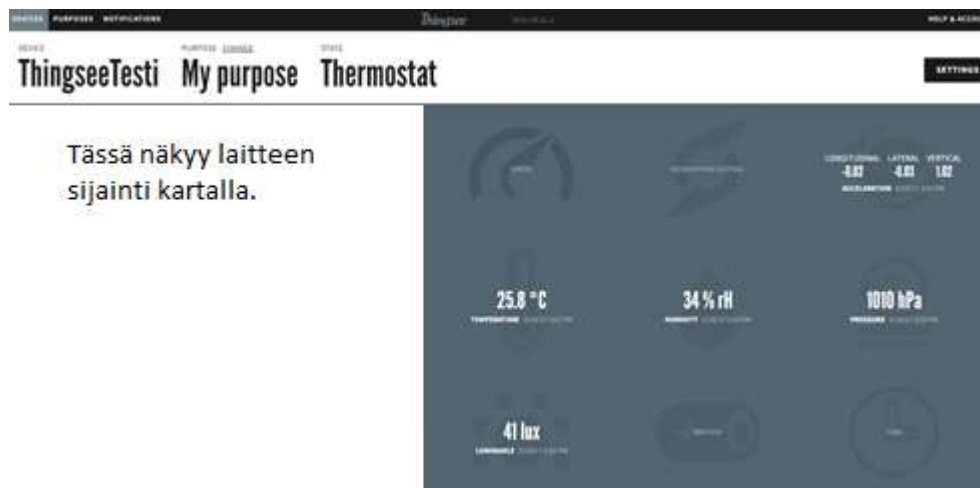 DEVICES PURPOSES NOTIFICATIONS
Thingsee
HELP &
DEVICE
PURPOSE CHANGE
STATE
ThingseeTesti My purpose Thermostat
SETTINGS
Tässä näkyy laitteen
sijainti kartalla.
SPEED
LONGITUDINAL LATERAL VERTICAL
-0.02 -0.03 1.02
ACCELERATION
25.8 °C
TEMPERATURE
34 % rH
HUMIDITY
1010 hPa
PRESSURE
41 lux
LUMINANCE